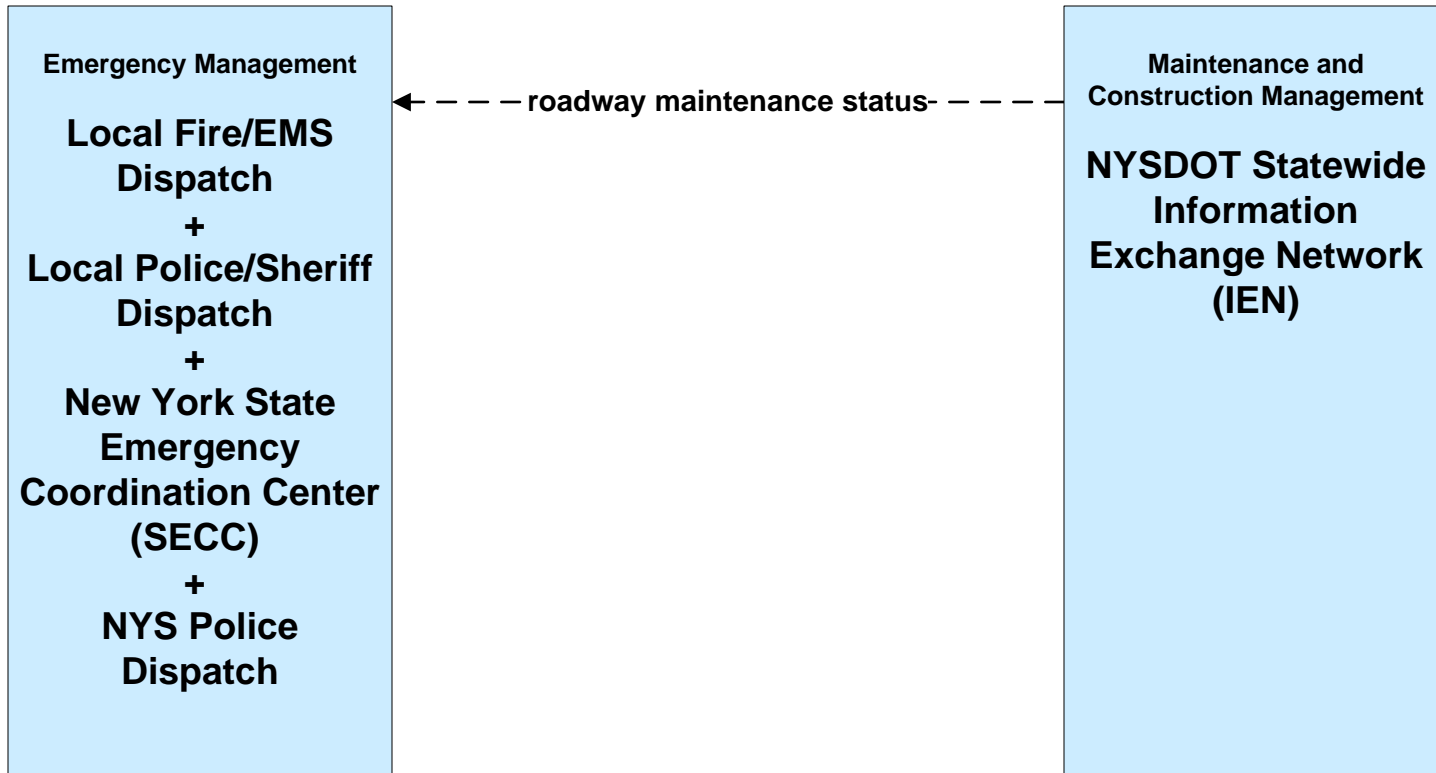 Emergency Management
Local Fire/EMS
Dispatch
+
Local Police/Sheriff
Dispatch
+
New York State
Emergency
Coordination Center
(SECC)
+
NYS Police
Dispatch
roadway maintenance status
Maintenance and
Construction Management
NYSDOT Statewide
Information
Exchange Network
(IEN)